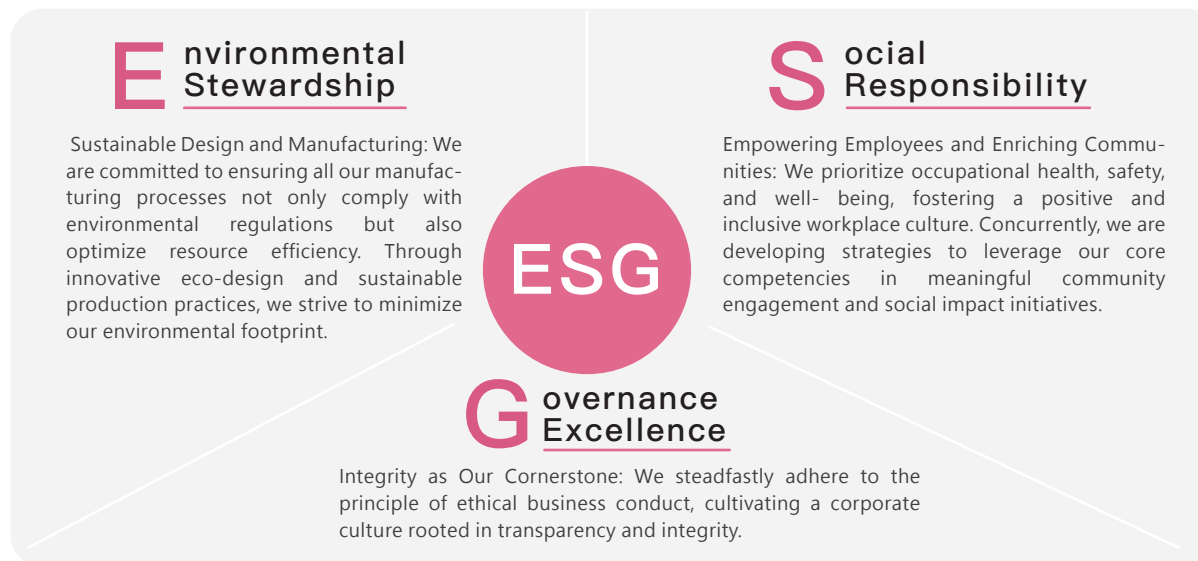 Environmental
Stewardship
Sustainable Design and Manufacturing: We
are committed to ensuring all our manufac-
turing processes not only comply with
environmental regulations but also
optimize resource efficiency. Through
innovative eco-design and sustainable
production practices, we strive to minimize
our environmental footprint.
Social
Responsibility
Empowering Employees and Enriching Commu-
nities: We prioritize occupational health, safety,
and well- being, fostering a positive and
inclusive workplace culture. Concurrently, we are
developing strategies to leverage our core
competencies in meaningful community
engagement and social impact initiatives.
ESG
Governance
Excellence
Integrity as Our Cornerstone: We steadfastly adhere to the
principle of ethical business conduct, cultivating a corporate
culture rooted in transparency and integrity.